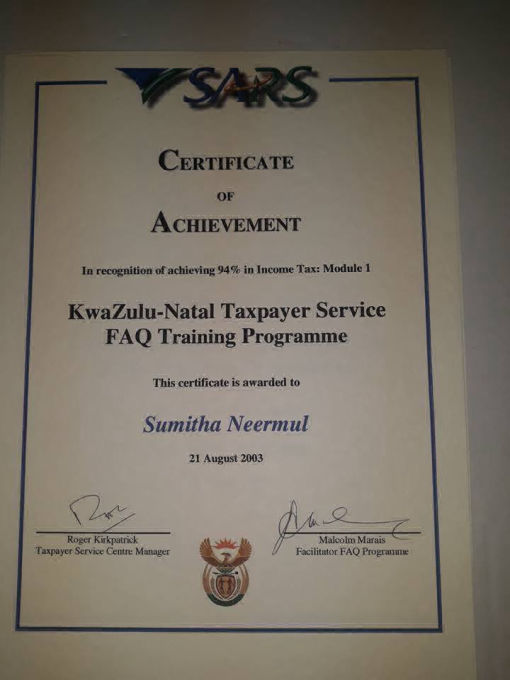 SARS
CERTIFICATE
OF
ACHIEVEMENT
In recognition of achieving 94% in Income Tax: Module 1
KwaZulu-Natal Taxpayer Service
FAQ Training Programme
This certificate is awarded to
Sumitha Neermul
21 August 2003
Roger Kirkpatrick
Taxpayer Service Centre Manager
Malcolm Marais
Facilitator FAQ Programme